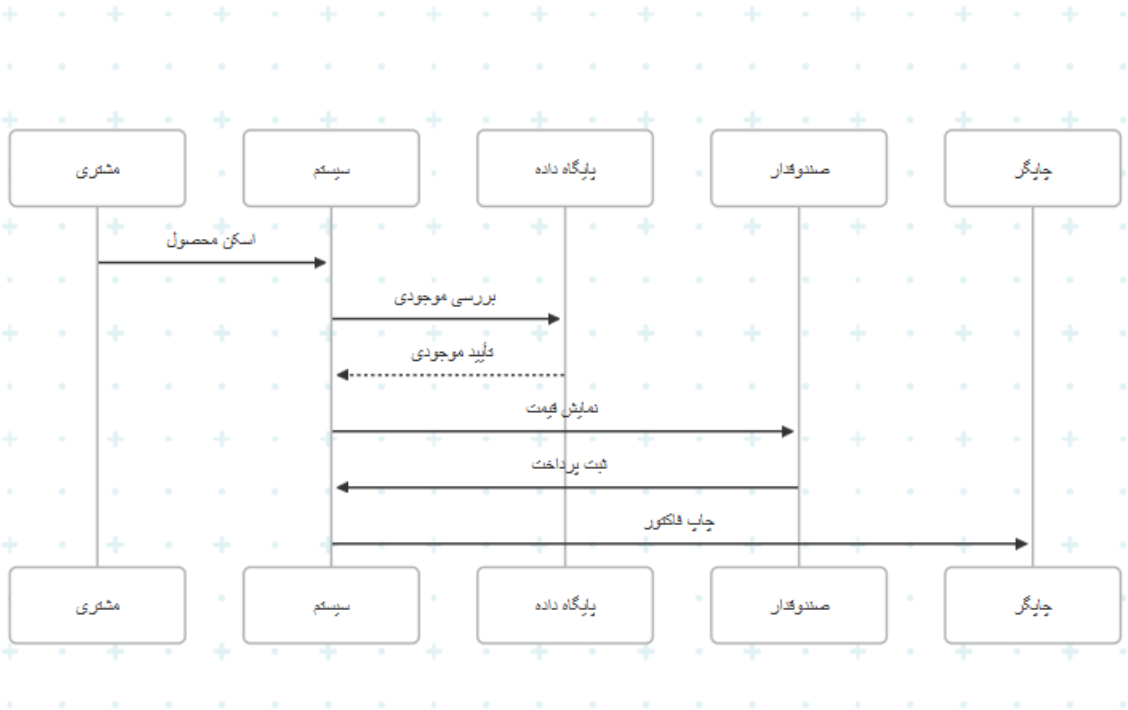 مشتری
سیستم
پایگاه داده
صندوقدار
چاپگر
اسکن محصول
بررسی موجودی
تأیید موجودی
نمایش قیمت
ثبت پرداخت
چاپ فاکتور
مشتری
سیستم
پایگاه داده
صندوقدار
چاپگر